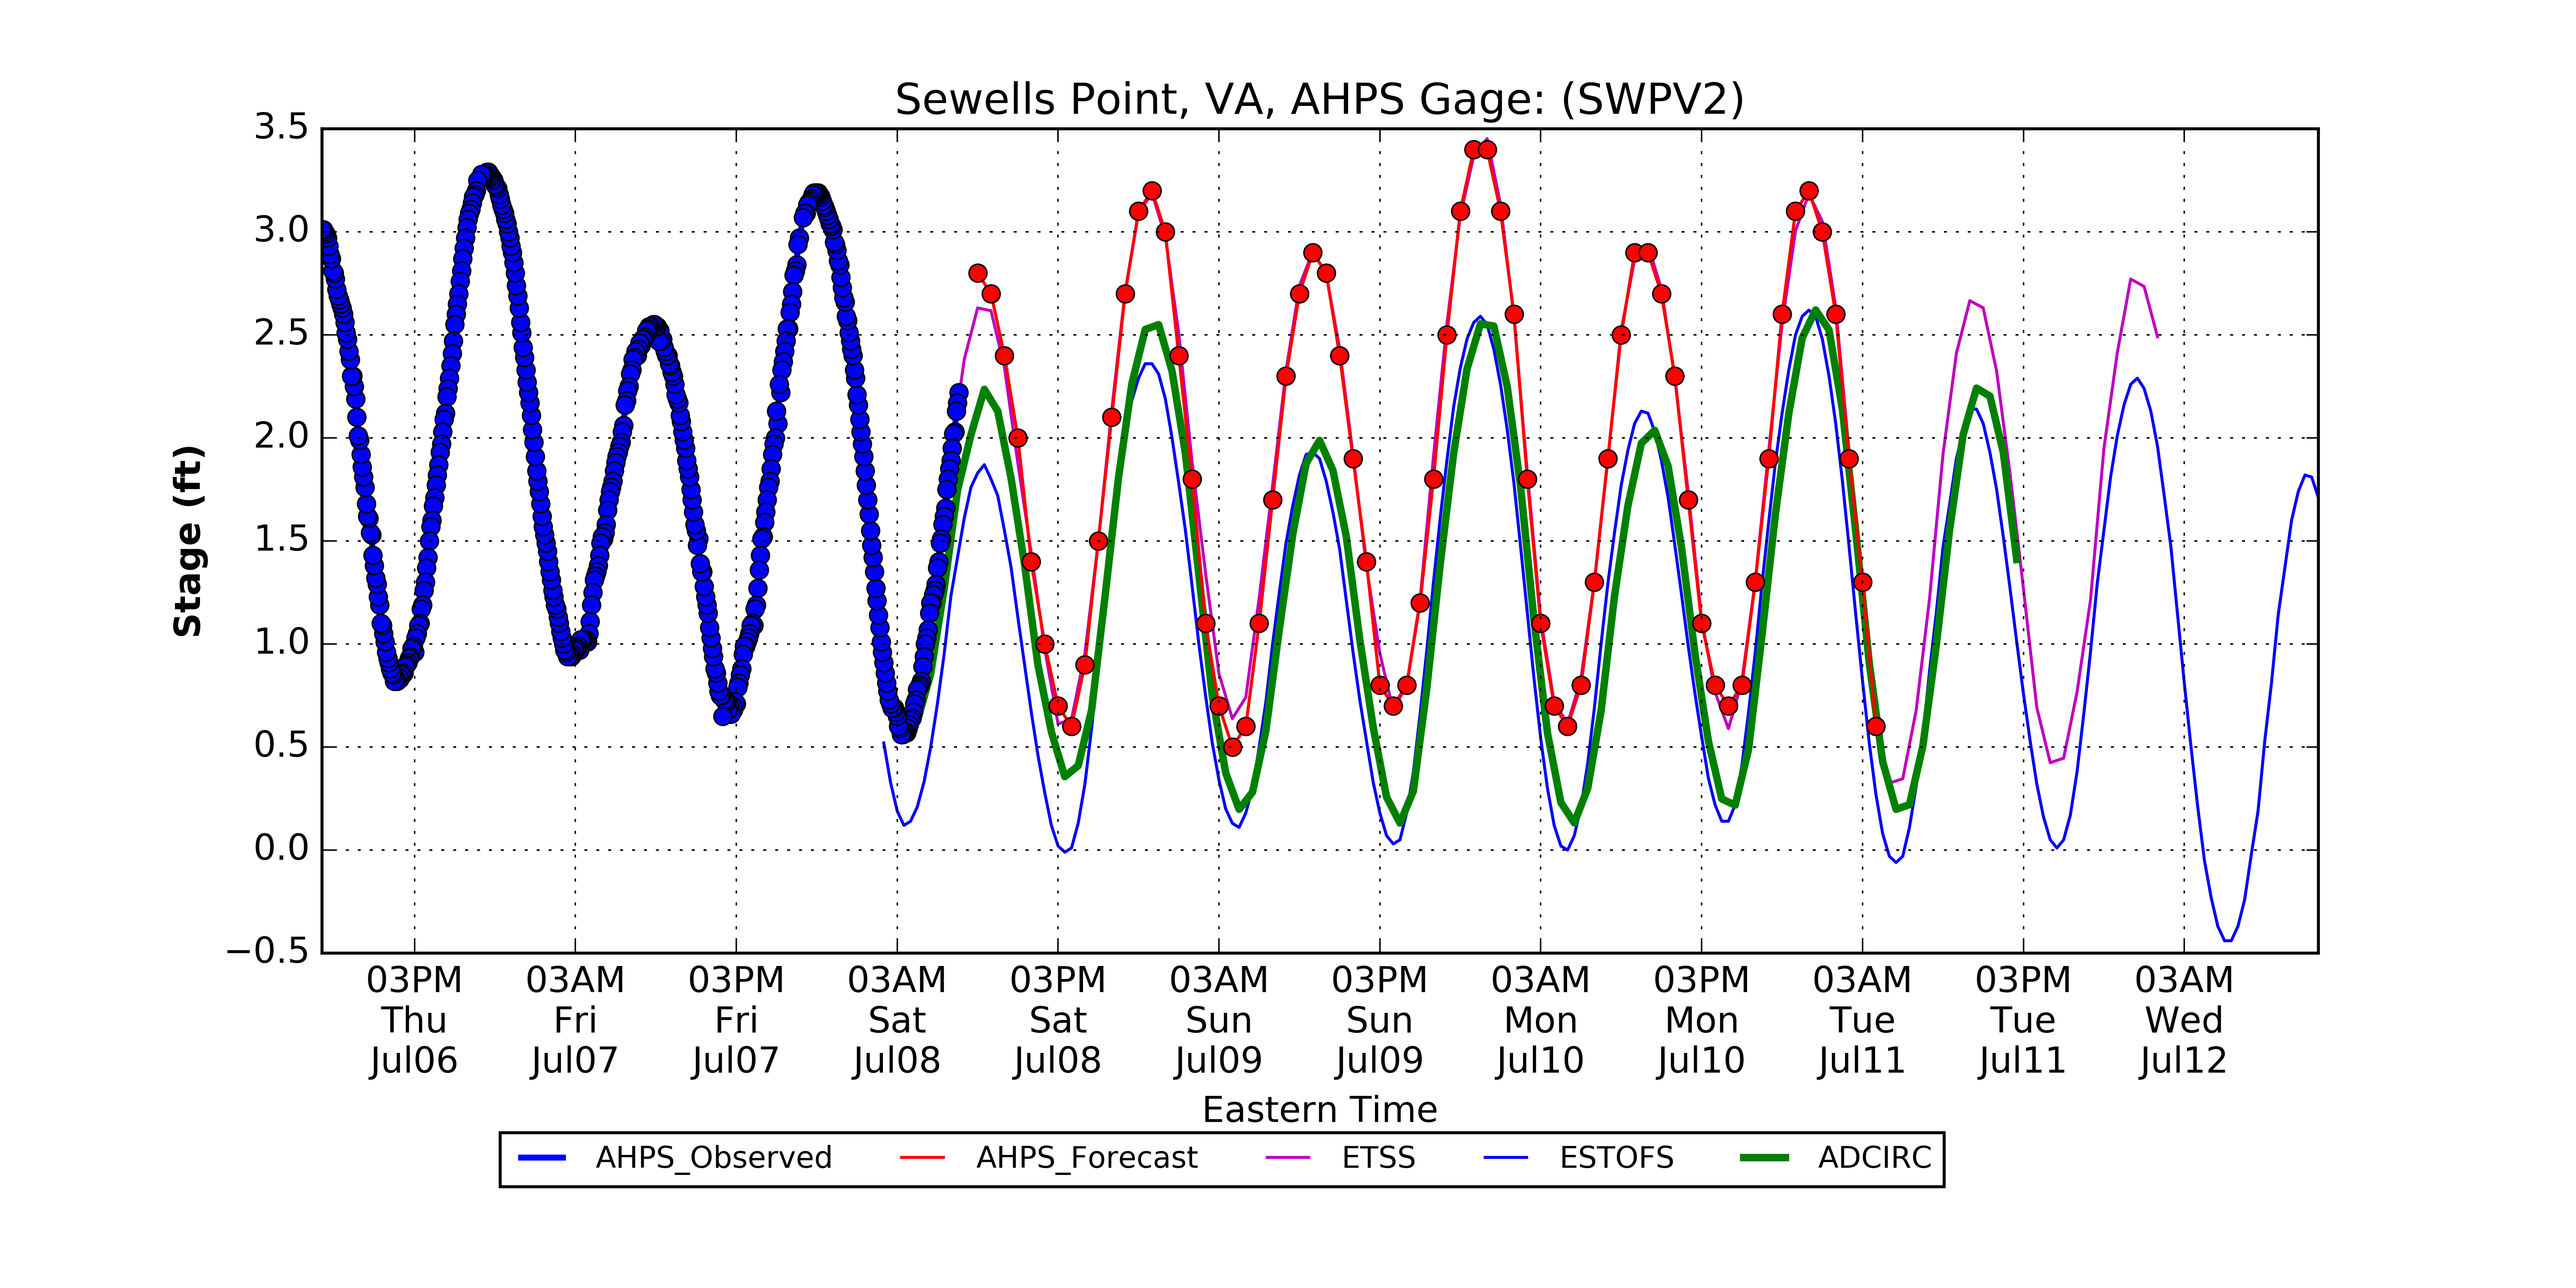 Sewells Point, VA, AHPS Gage: (SWPV2)
3.5
3.0
2.5
2.0
1.5
1.0
0.5
0.0
−0.5
Stage (ft)
03PM 03AM 03PM 03AM 03PM 03AM 03PM 03AM 03PM 03AM 03PM 03AM
Thu Fri Fri Sat Sat Sun Sun Mon Mon Tue Tue Wed
Jul06 Jul07 Jul07 Jul08 Jul08 Jul09 Jul09 Jul10 Jul10 Jul11 Jul11 Jul12
Eastern Time
AHPS_Observed AHPS_Forecast ETSS ESTOFS ADCIRC